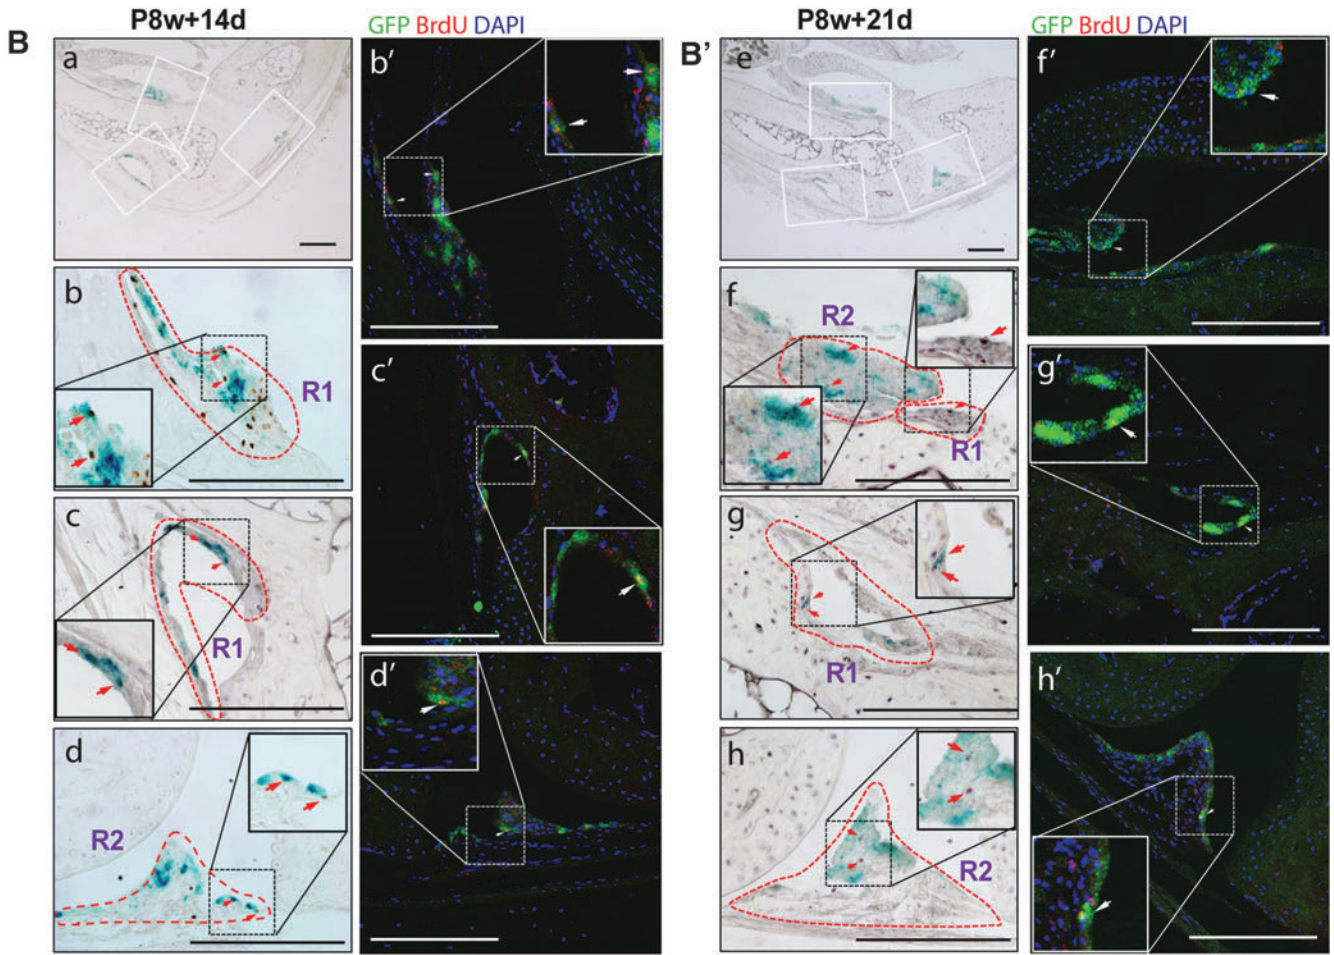 P8w+14d
P8w+21d
GFP BrdU DAPI
GFP BrdU DAPI
B
a
b'
B'
e
f'
b
R1
c'
f
R2
R1
g'
c
R1
g
R1
d'
h'
d
R2
h
R2